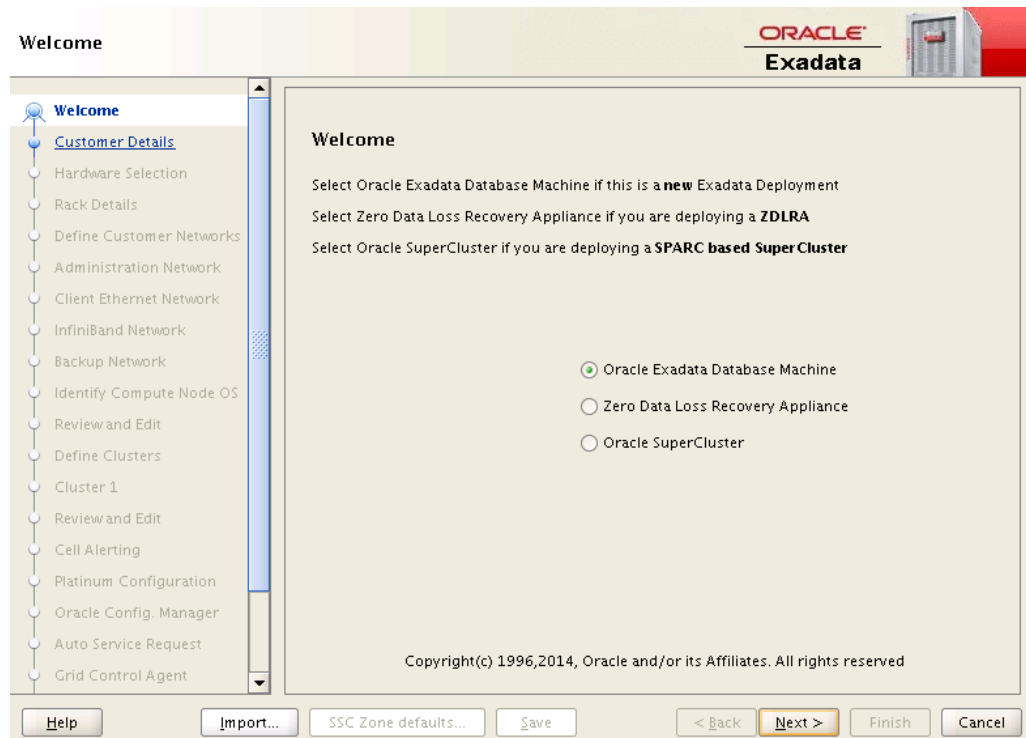 Welcome
ORACLE
Exadata
Welcome
Customer Details
Hardware Selection
Rack Details
Define Customer Networks
Administration Network
Client Ethernet Network
InfiniBand Network
Backup Network
Identify Compute Node OS
Review and Edit
Define Clusters
Cluster 1
Review and Edit
Cell Alerting
Platinum Configuration
Oracle Config. Manager
Auto Service Request
Grid Control Agent
Welcome
Select Oracle Exadata Database Machine if this is a new Exadata Deployment
Select Zero Data Loss Recovery Appliance if you are deploying a ZDLRA
Select Oracle SuperCluster if you are deploying a SPARC based SuperCluster
Oracle Exadata Database Machine
Zero Data Loss Recovery Appliance
Oracle SuperCluster
Copyright(c) 1996,2014, Oracle and/or its Affiliates. All rights reserved
Help Import... SSC Zone defaults... Save < Back Next > Finish Cancel